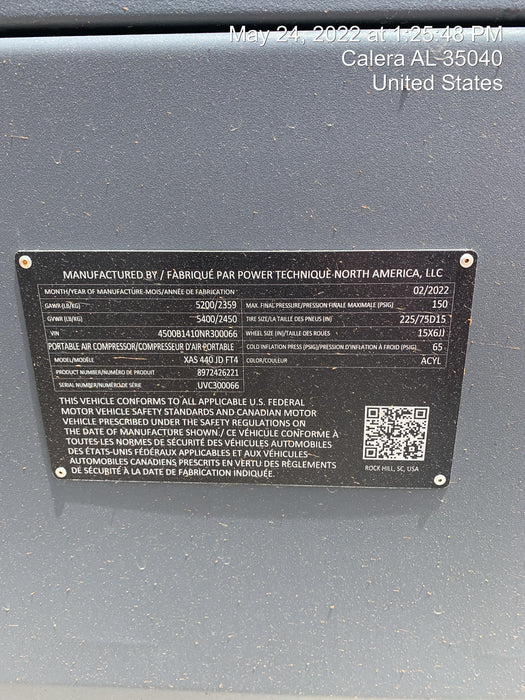 May 24, 2022 at 1:25:48 PM
Calera AL 35040
United States
MANUFACTURED BY / FÀBRIQUÉ PAR POWER TECHNIQUE NORTH AMERICA, LLC
MONTH/YEAR OF MANUFACTURE-MOIS/ANNÉE DE FABRICATION 02/2022
GAWR (LB/KG) 5200/2359 MAX. FINAL PRESSURE/PRESSION FINALE MAXIMALE (PSIG) 150
GVWR (LB/KG) 5400/2450 TIRE SIZE/LA TAILLE DES PNEUS (IN) 225/75D15
VIN 4500B1410NR300066 WHEEL SIZE (IN)/TAILLE DES ROUES 15X6JJ
PORTABLE AIR COMPRESSOR/COMPRESSEUR D'AIR PORTABLE COLD INFLATION PRESS (PSIG)/PRESSION D'INFLATION À FROID (PSIG) 65
MODEL/MODÈLE XAS 440 JD FT4 COLOR/COULEUR ACYL
PRODUCT NUMBER/NUMÉRO DE PRODUIT 8972426221
SERIAL NUMBER/NUMÉRO DE SÉRIE UVC300066
THIS VEHICLE CONFORMS TO ALL APPLICABLE U.S. FEDERAL
MOTOR VEHICLE SAFETY STANDARDS AND CANADIAN MOTOR
VEHICLE PRESCRIBED UNDER THE SAFETY REGULATIONS ON
THE DATE OF MANUFACTURE SHOWN / CE VÉHICULE CONFORME À
TOUTES LES NORMES DE SÉCURITÉ DES VÉHICULES AUTOMOBILES
DES ÉTATS-UNIS FÉDÉRAUX APPLICABLES ET AUX VÉHICULES
AUTOMOBILES CANADIENS PRESCRITS EN VERTU DES RÈGLEMENTS
DE SÉCURITÉ À LA DATE DE FABRICATION INDIQUÉE.
ROCK HILL, SC, USA